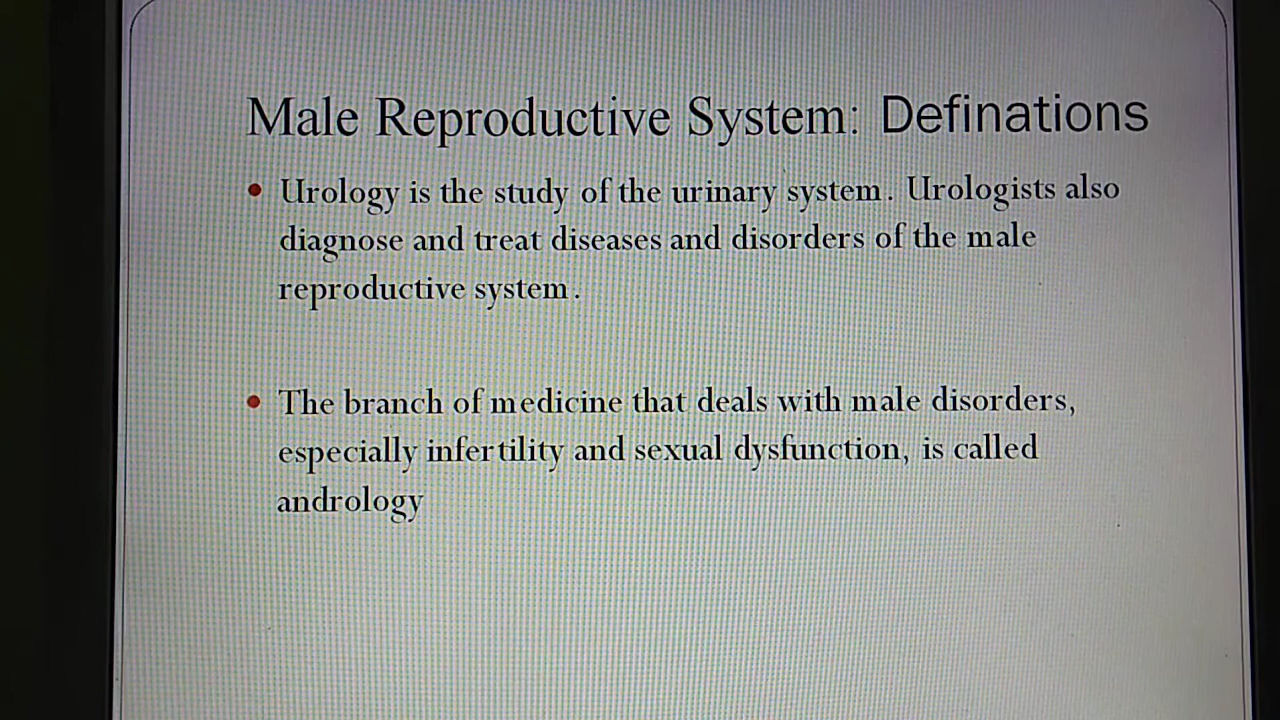 Male Reproductive System: Definations
• Urology is the study of the urinary system. Urologists also
diagnose and treat diseases and disorders of the male
reproductive system.
• The branch of medicine that deals with male disorders,
especially infertility and sexual dysfunction, is called
andrology